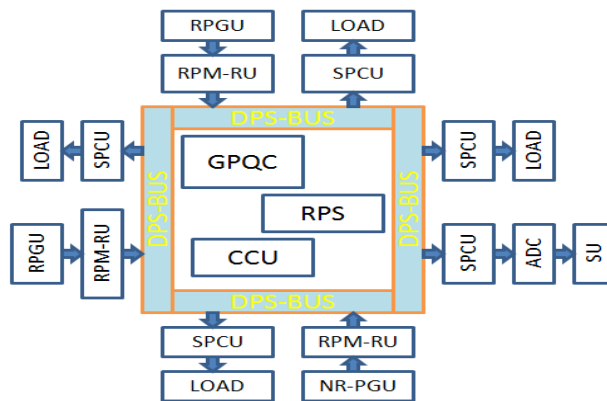 RPGU
LOAD
RPM-RU
SPCU
DPS-BUS
LOAD
SPCU
DPS-BUS
GPQC
RPS
CCU
DPS-BUS
SPCU
LOAD
RPGU
RPM-RU
SPCU
ADC
SU
DPS-BUS
SPCU
RPM-RU
LOAD
NR-PGU